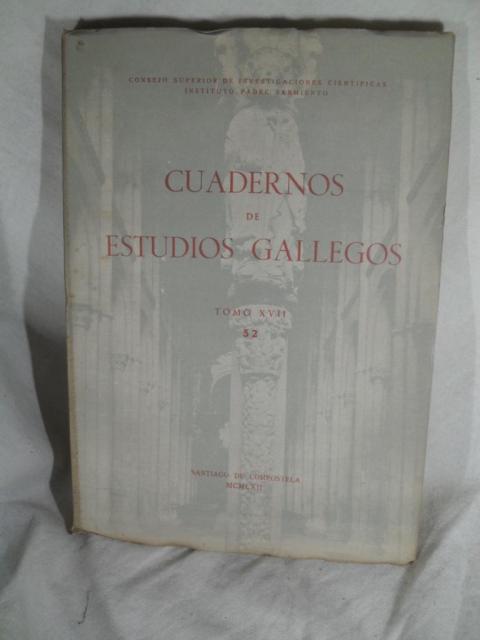 CONSEJO SUPERIOR DE INVESTIGACIONES CIENTIFICAS
INSTITUTO PADRE SARMIENTO
CUADERNOS
DE
ESTUDIOS GALLEGOS
TOMO XVII
52
SANTIAGO DE COMPOSTELA
MCMLXII